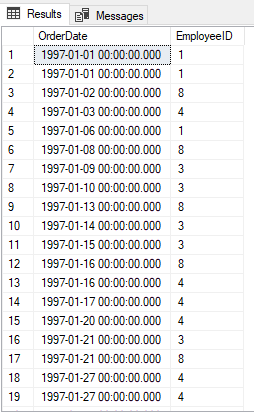 Results Messages
OrderDate EmployeeID
1 1997-01-01 00:00:00.000 1
2 1997-01-01 00:00:00.000 1
3 1997-01-02 00:00:00.000 8
4 1997-01-03 00:00:00.000 4
5 1997-01-06 00:00:00.000 1
6 1997-01-08 00:00:00.000 8
7 1997-01-09 00:00:00.000 3
8 1997-01-10 00:00:00.000 3
9 1997-01-13 00:00:00.000 8
10 1997-01-14 00:00:00.000 3
11 1997-01-15 00:00:00.000 3
12 1997-01-16 00:00:00.000 8
13 1997-01-16 00:00:00.000 4
14 1997-01-17 00:00:00.000 4
15 1997-01-20 00:00:00.000 4
16 1997-01-21 00:00:00.000 3
17 1997-01-21 00:00:00.000 8
18 1997-01-27 00:00:00.000 4
19 1997-01-27 00:00:00.000 4